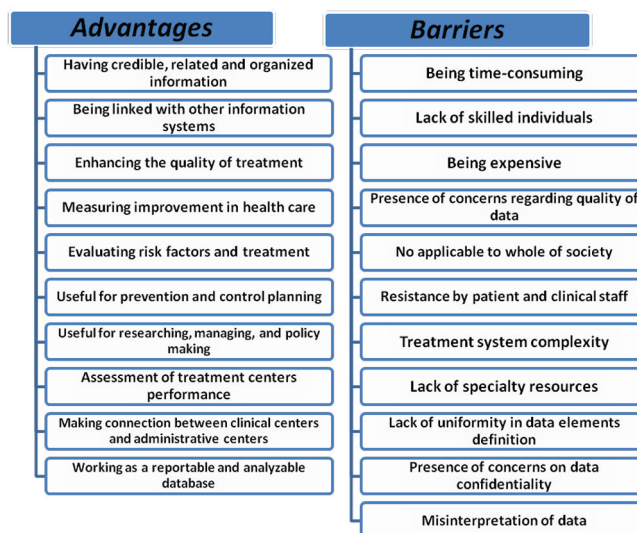 Advantages
Having credible, related and organized
information
Being linked with other information
systems
Enhancing the quality of treatment
Measuring improvement in health care
Evaluating risk factors and treatment
Useful for prevention and control planning
Useful for researching, managing, and policy
making
Assessment of treatment centers
performance
Making connection between clinical centers
and administrative centers
Working as a reportable and analyzable
database
Barriers
Being time-consuming
Lack of skilled individuals
Being expensive
Presence of concerns regarding quality of
data
No applicable to whole of society
Resistance by patient and clinical staff
Treatment system complexity
Lack of specialty resources
Lack of uniformity in data elements
definition
Presence of concerns on data
confidentiality
Misinterpretation of data